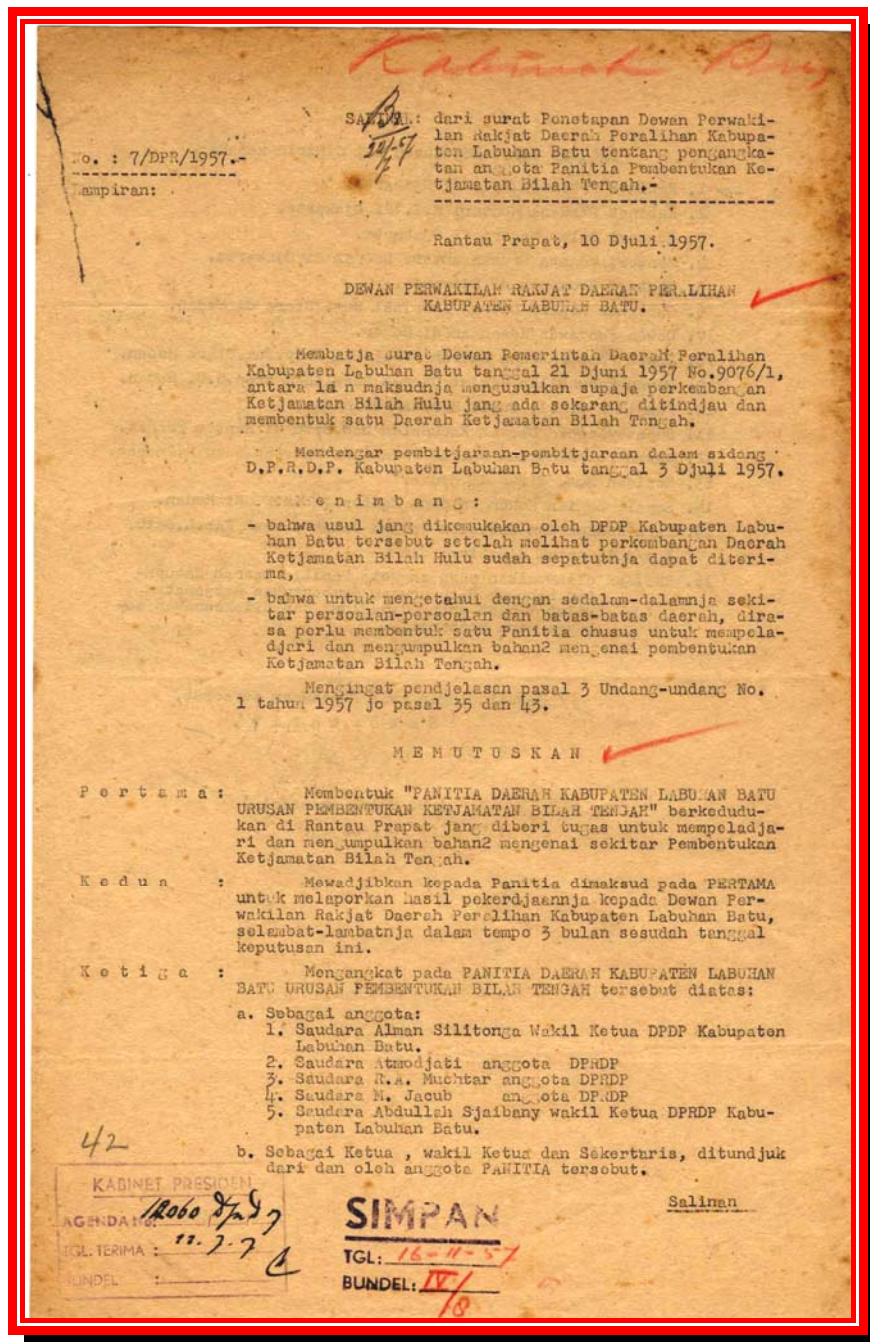 SALINAN: dari surat Penetapan Dewan Perwaki-
lan Rakjat Daerah Peralihan Kabupa-
ten Labuhan Batu tentang pengangka-
tan anggota Panitia Pembentukan Ke-
tjamatan Bilah Tengah.-
No. : 7/DPR/1957.-
Lampiran:
Rantau Prapat, 10 Djuli 1957.
DEWAN PERWAKILAN RAKJAT DAERAH PERALIHAN
KABUPATEN LABUHAN BATU.
Membatja surat Dewan Pemerintah Daerah Peralihan
Kabupaten Labuhan Batu tanggal 21 Djuni 1957 No.9076/1,
antara lain maksudnja mengusulkan supaja perkembangan
Ketjamatan Bilah Hulu jang ada sekarang ditindjau dan
membentuk satu Daerah Ketjamatan Bilah Tengah.
Mendengar pembitjaraan-pembitjaraan dalam sidang
D.P.R.D.P. Kabupaten Labuhan Batu tanggal 3 Djuli 1957.
M e n i m b a n g :
- bahwa usul jang dikemukakan oleh DPDP Kabupaten Labu-
han Batu tersebut setelah melihat perkembangan Daerah
Ketjamatan Bilah Hulu sudah sepatutnja dapat diteri-
ma,
- bahwa untuk mengetahui dengan sedalam-dalamnja seki-
tar persoalan-persoalan dan batas-batas daerah, dira-
sa perlu membentuk satu Panitia chusus untuk mempela-
djari dan mengumpulkan bahan2 mengenai pembentukan
Ketjamatan Bilah Tengah.
Mengingat pendjelasan pasal 3 Undang-undang No.
1 tahun 1957 jo pasal 35 dan 43.
M E M U T U S K A N
P e r t a m a : Membentuk "PANITIA DAERAH KABUPATEN LABUHAN BATU
URUSAN PEMBENTUKAN KETJAMATAN BILAH TENGAH" berkedudu-
kan di Rantau Prapat jang diberi tugas untuk mempeladja-
ri dan mengumpulkan bahan2 mengenai sekitar Pembentukan
Ketjamatan Bilah Tengah.
K e d u a : Mewadjibkan kepada Panitia dimaksud pada PERTAMA
untuk melaporkan hasil pekerdjaannja kepada Dewan Per-
wakilan Rakjat Daerah Peralihan Kabupaten Labuhan Batu,
selambat-lambatnja dalam tempo 3 bulan sesudah tanggal
keputusan ini.
K e t i g a : Mengangkat pada PANITIA DAERAH KABUPATEN LABUHAN
BATU URUSAN PEMBENTUKAN BILAH TENGAH tersebut diatas:
a. Sebagai anggota:
1. Saudara Alman Silitonga Wakil Ketua DPDP Kabupaten
Labuhan Batu.
2. Saudara Atmodjati anggota DPRDP
3. Saudara R.A. Muchtar anggota DPRDP
4. Saudara M. Jacub anggota DPRDP
5. Saudara Abdullah Sjaibany wakil Ketua DPRDP Kabu-
paten Labuhan Batu.
b. Sebagai Ketua , wakil Ketua dan Sekertaris, ditundjuk
dari dan oleh anggota PANITIA tersebut.
Salinan
42
KABINET PRESIDEN
AGENDA No:
TGL. TERIMA :
BUNDEL :
SIMPAN
TGL: 16-11-57
BUNDEL: IV/8